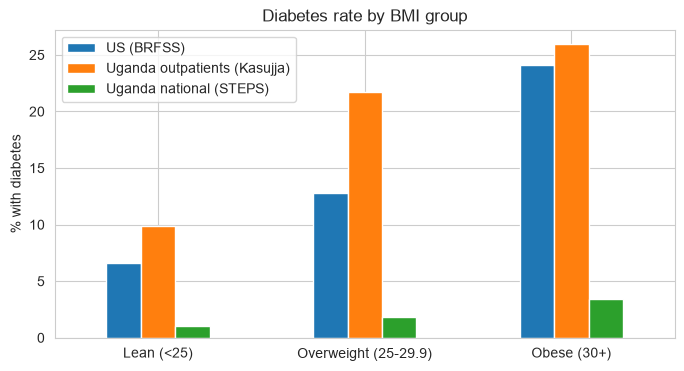 Diabetes rate by BMI group
US (BRFSS)
Uganda outpatients (Kasujja)
Uganda national (STEPS)
% with diabetes
25
20
15
10
5
0
Lean (<25)
Overweight (25-29.9)
Obese (30+)